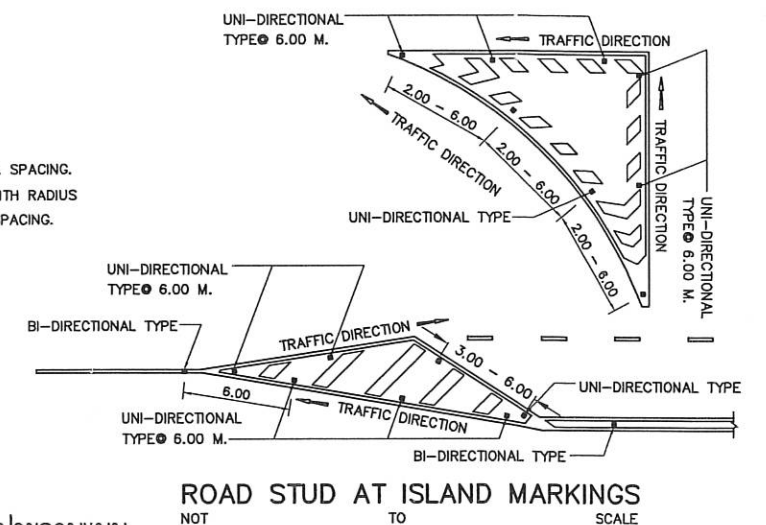 UNI-DIRECTIONAL
TYPE@ 6.00 M.
TRAFFIC DIRECTION
2.00 - 6.00
TRAFFIC DIRECTION
2.00 - 6.00
TRAFFIC DIRECTION
SPACING.
ITH RADIUS
PACING.
UNI-DIRECTIONAL TYPE
UNI-DIRECTIONAL
TYPE@ 6.00 M.
2.00 - 6.00
UNI-DIRECTIONAL
TYPE@ 6.00 M.
BI-DIRECTIONAL TYPE
TRAFFIC DIRECTION
3.00 - 6.00
6.00
UNI-DIRECTIONAL TYPE
UNI-DIRECTIONAL
TYPE@ 6.00 M.
TRAFFIC DIRECTION
BI-DIRECTIONAL TYPE
ROAD STUD AT ISLAND MARKINGS
NOT TO SCALE